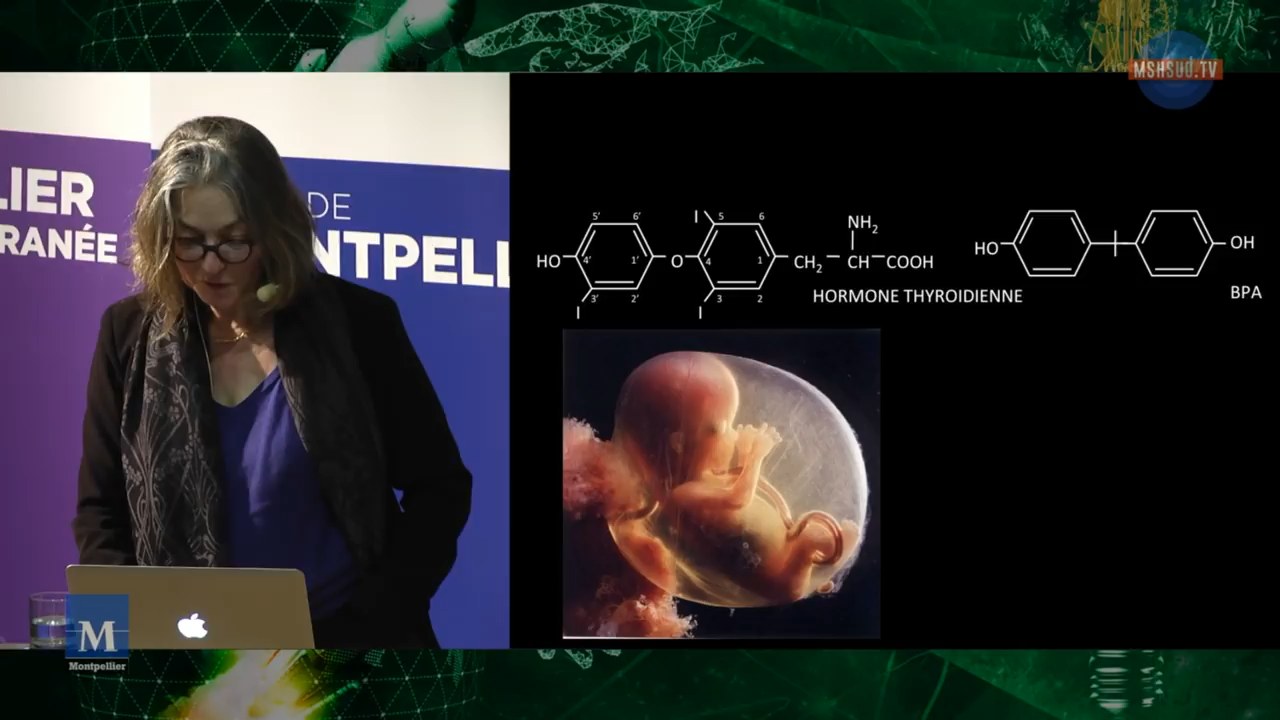 MSHSUD.TV
LIER
RANÉE
DE
NTPELL
5' 6' I 5 6 NH2
HO 4' 1' O 4 1 CH2 CH COOH
3' 2' 3 2
I I
HORMONE THYROIDIENNE
HO OH
BPA
M
Montpellier